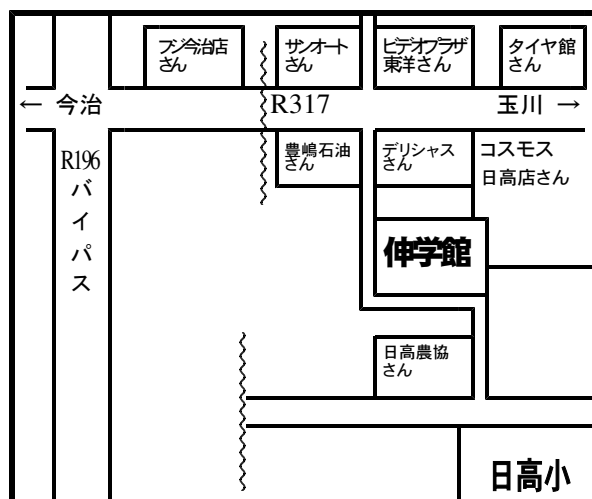 フジ今治店
さん
サンオート
さん
ビデオプラザ
東洋さん
タイヤ館
さん
← 今治
R317
玉川 →
R196
バイパス
豊嶋石油
さん
デリシャス
さん
コスモス
日高店さん
伸学館
日高農協
さん
日高小